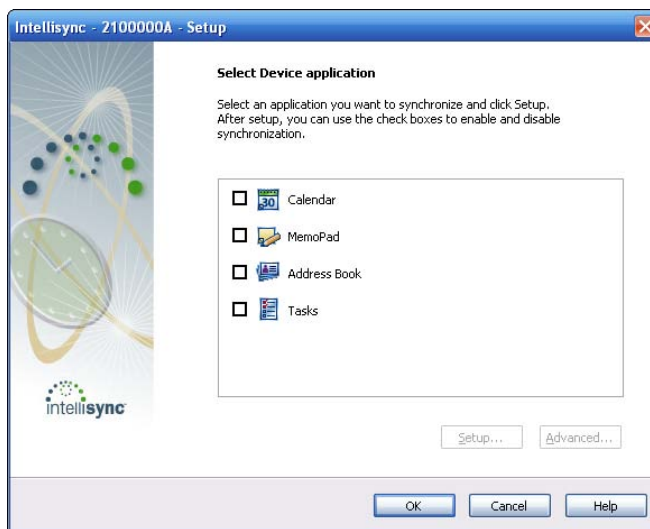 Intellisync - 2100000A - Setup
Select Device application
Select an application you want to synchronize and click Setup.
After setup, you can use the check boxes to enable and disable
synchronization.
30 Calendar
MemoPad
Address Book
Tasks
intellisync
Setup... Advanced...
OK Cancel Help